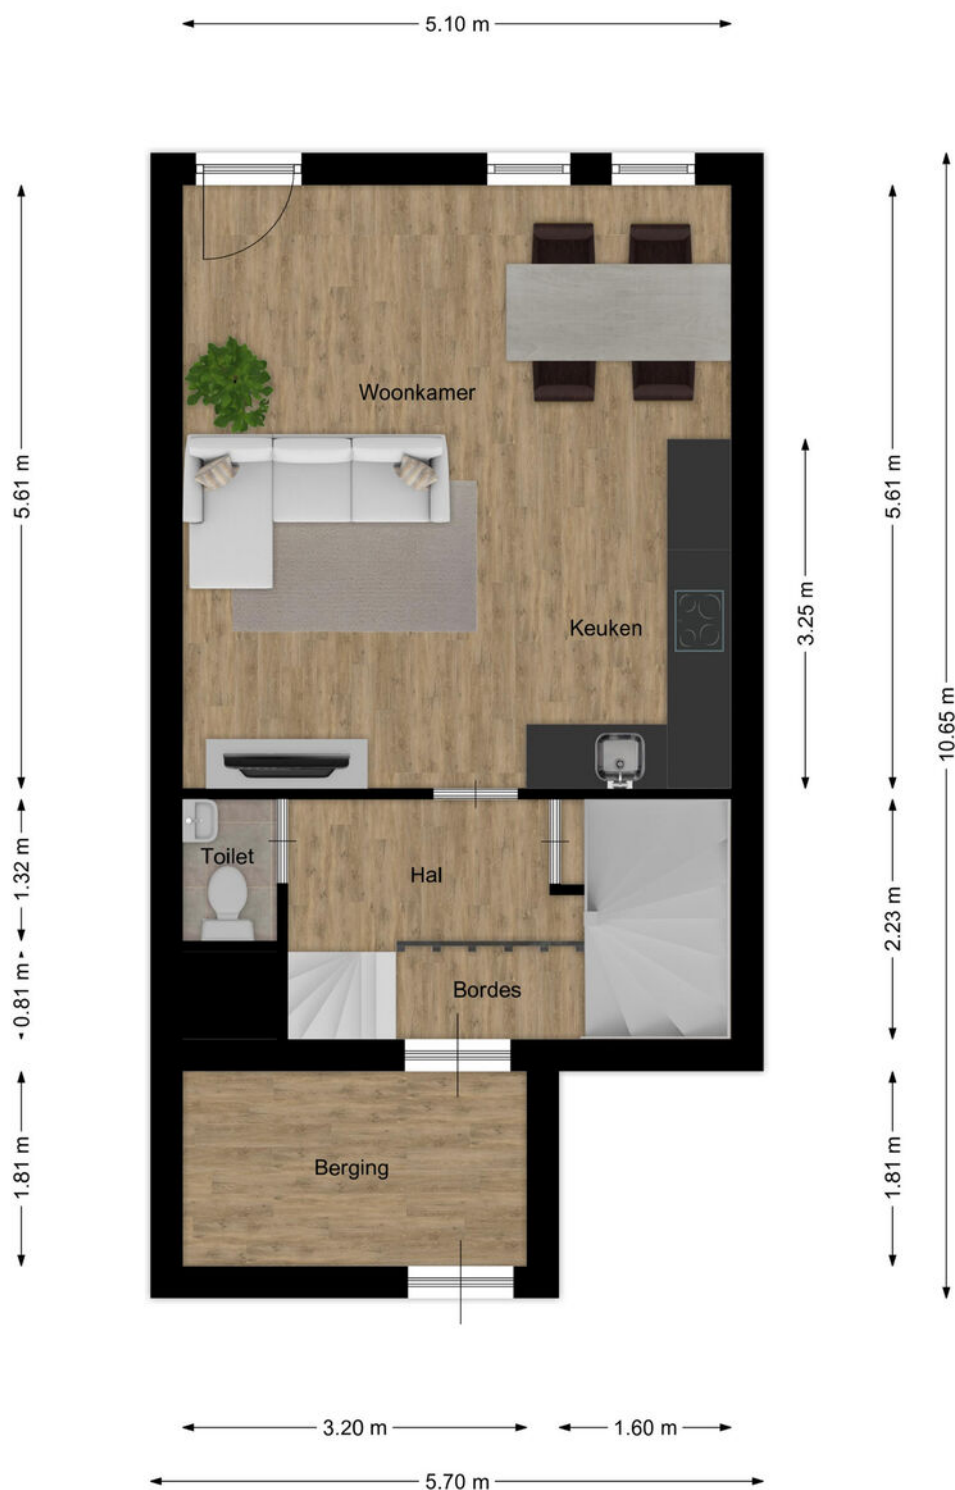 5.10 m
Woonkamer
5.61 m
5.61 m
3.25 m
Keuken
10.65 m
Toilet
1.32 m
Hal
2.23 m
0.81 m
Bordes
1.81 m
Berging
1.81 m
3.20 m
1.60 m
5.70 m